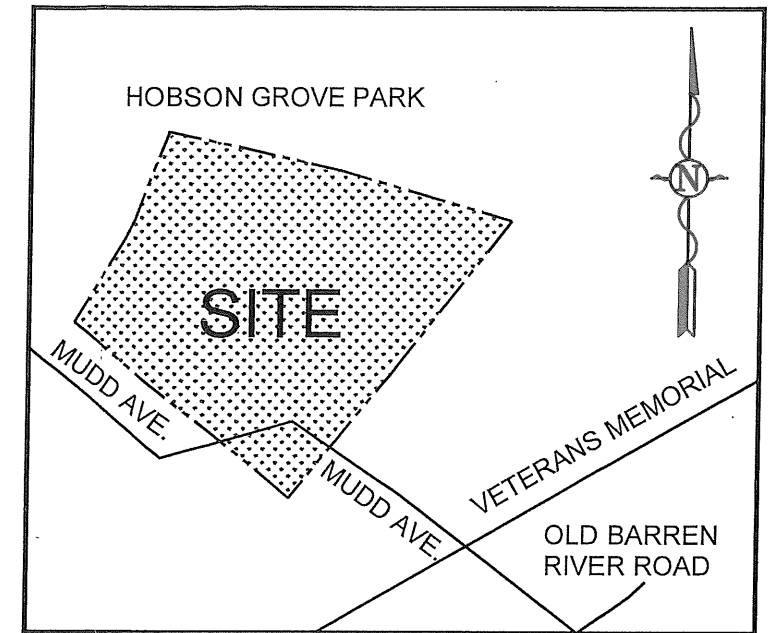 HOBSON GROVE PARK
N
SITE
MUDD AVE.
MUDD AVE.
VETERANS MEMORIAL
OLD BARREN
RIVER ROAD